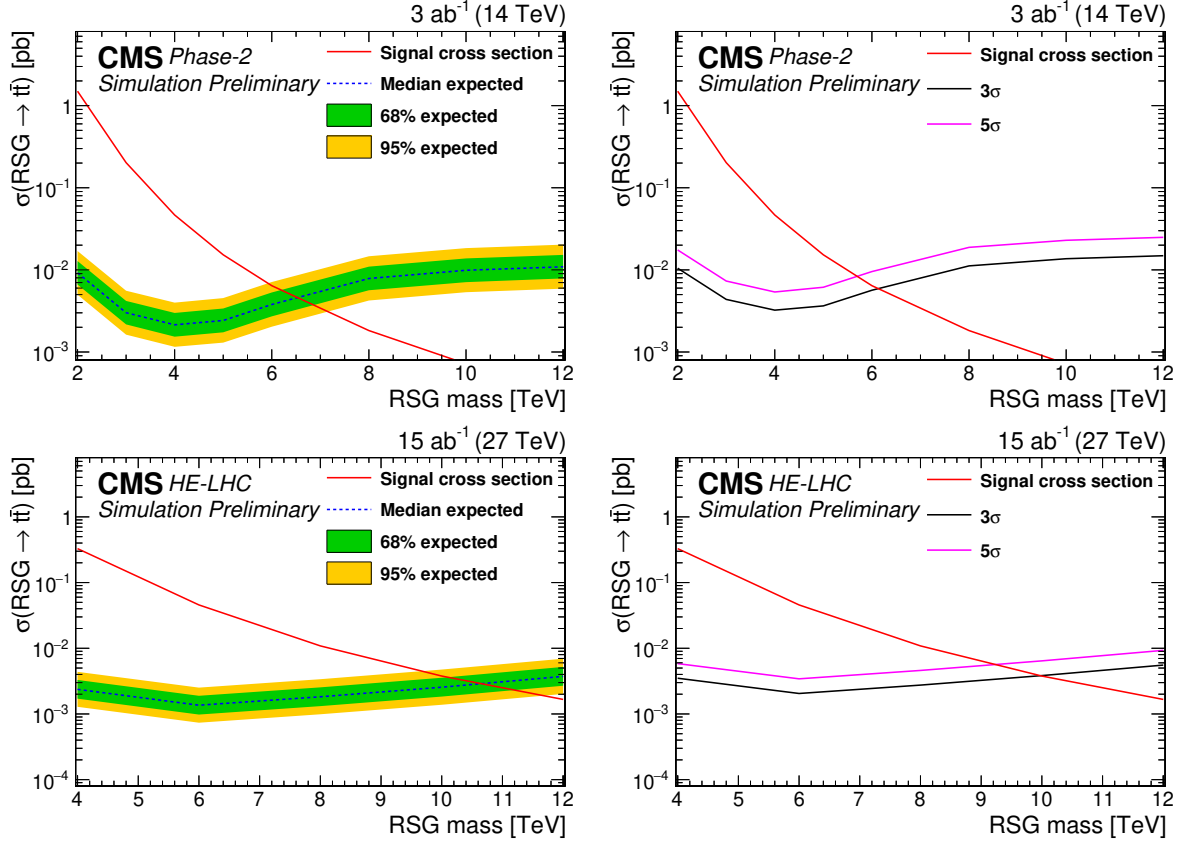 3 ab⁻¹ (14 TeV)
CMS Phase-2
Simulation Preliminary
Signal cross section
Median expected
68% expected
95% expected
σ(RSG → tt̄) [pb]
1
10⁻¹
10⁻²
10⁻³
2 4 6 8 10 12
RSG mass [TeV]
3 ab⁻¹ (14 TeV)
CMS Phase-2
Simulation Preliminary
Signal cross section
3σ
5σ
σ(RSG → tt̄) [pb]
1
10⁻¹
10⁻²
10⁻³
2 4 6 8 10 12
RSG mass [TeV]
15 ab⁻¹ (27 TeV)
CMS HE-LHC
Simulation Preliminary
Signal cross section
Median expected
68% expected
95% expected
σ(RSG → tt̄) [pb]
1
10⁻¹
10⁻²
10⁻³
10⁻⁴
4 5 6 7 8 9 10 11 12
RSG mass [TeV]
15 ab⁻¹ (27 TeV)
CMS HE-LHC
Simulation Preliminary
Signal cross section
3σ
5σ
σ(RSG → tt̄) [pb]
1
10⁻¹
10⁻²
10⁻³
10⁻⁴
4 5 6 7 8 9 10 11 12
RSG mass [TeV]